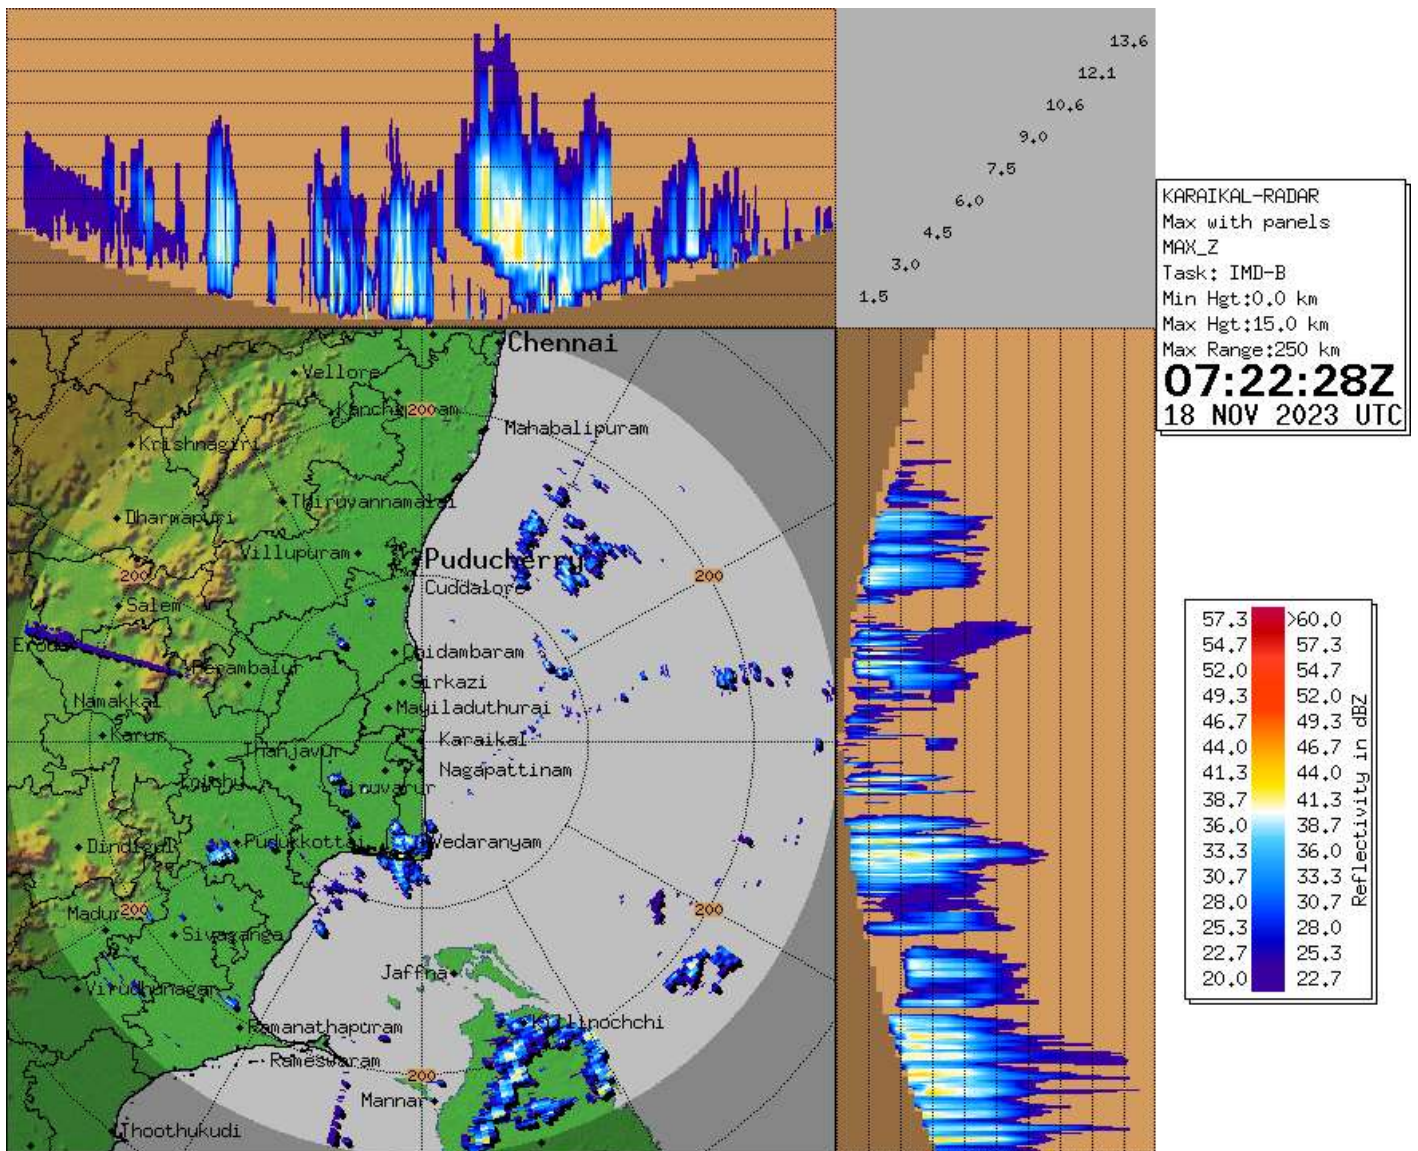 13.6
12.1
10.6
9.0
7.5
6.0
4.5
3.0
1.5
KARAIKAL-RADAR
Max with panels
MAX_Z
Task: IMD-B
Min Hgt:0.0 km
Max Hgt:15.0 km
Max Range:250 km
07:22:28Z
18 NOV 2023 UTC
Chennai
Vellore
200
Mahabalipuram
Krishnagiri
Thiruvannamalai
Dharmapuri
Villupuram
Puducherry
200
200
Cuddalore
Salem
Erode
Chidambaram
Perambalur
Sirkazi
Namakkal
Mayiladuthurai
Karur
Karaikal
Thanjavur
Nagapattinam
Tiruvarur
Dindigul
Pudukkottai
Vedaranyam
200
200
Sivaganga
Jaffna
Virudhunagar
Ramanathapuram
Killinochchi
Rameswaram
200
Mannar
Thoothukudi
57.3 >60.0
54.7 57.3
52.0 54.7
49.3 52.0
46.7 49.3
44.0 46.7
41.3 44.0
38.7 41.3
36.0 38.7
33.3 36.0
30.7 33.3
28.0 30.7
25.3 28.0
22.7 25.3
20.0 22.7
Reflectivity in dBZ